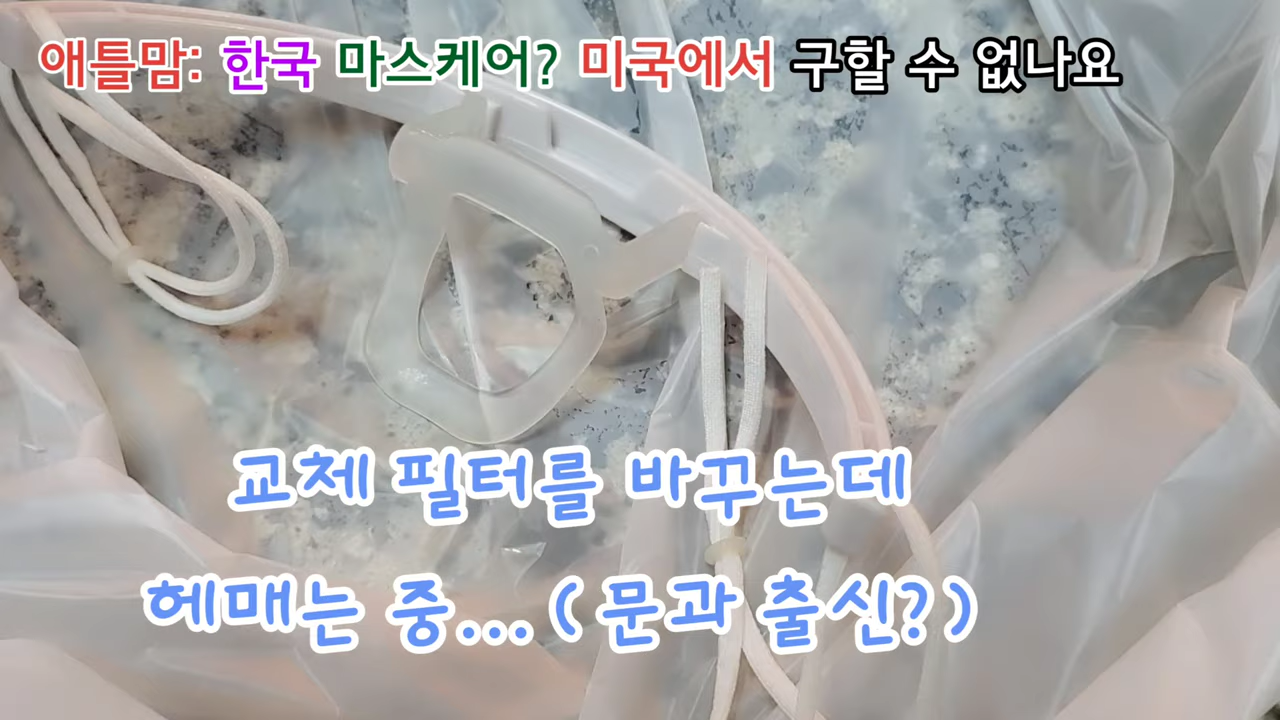 애틀맘: 한국 마스케어? 미국에서 구할 수 없나요
교체 필터를 바꾸는데
헤매는 중... ( 문과 출신? )